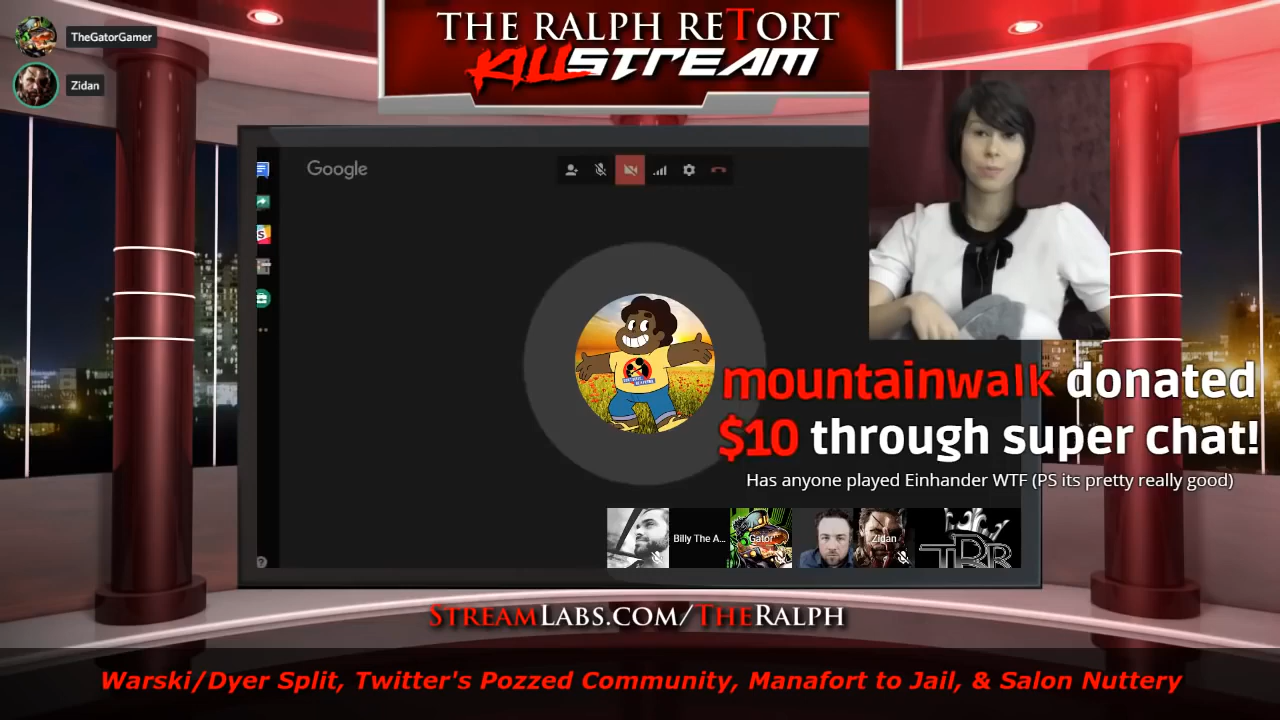 TheGatorGamer
Zidan
THE RALPH RETORT
KILLSTREAM
Google
mountainwalk donated
$10 through super chat!
Has anyone played Einhander WTF (PS its pretty really good)
Billy The A...
Gator
Zidan
TRR
STREAMLABS.COM/THERALPH
Warski/Dyer Split, Twitter's Pozzed Community, Manafort to Jail, & Salon Nuttery